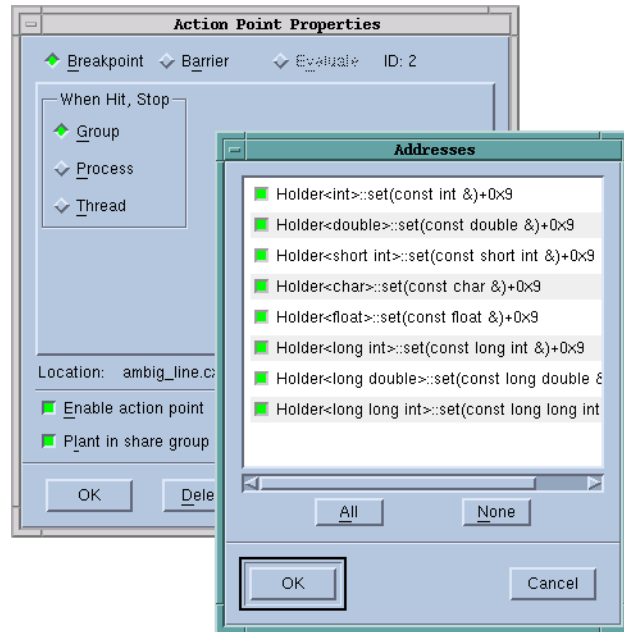 Action Point Properties
Breakpoint Barrier Evaluate ID: 2
When Hit, Stop
Group
Process
Thread
Location: ambig_line.cx
Enable action point
Plant in share group
OK Dele
Addresses
Holder<int>::set(const int &)+0x9
Holder<double>::set(const double &)+0x9
Holder<short int>::set(const short int &)+0x9
Holder<char>::set(const char &)+0x9
Holder<float>::set(const float &)+0x9
Holder<long int>::set(const long int &)+0x9
Holder<long double>::set(const long double &
Holder<long long int>::set(const long long int
All None
OK Cancel